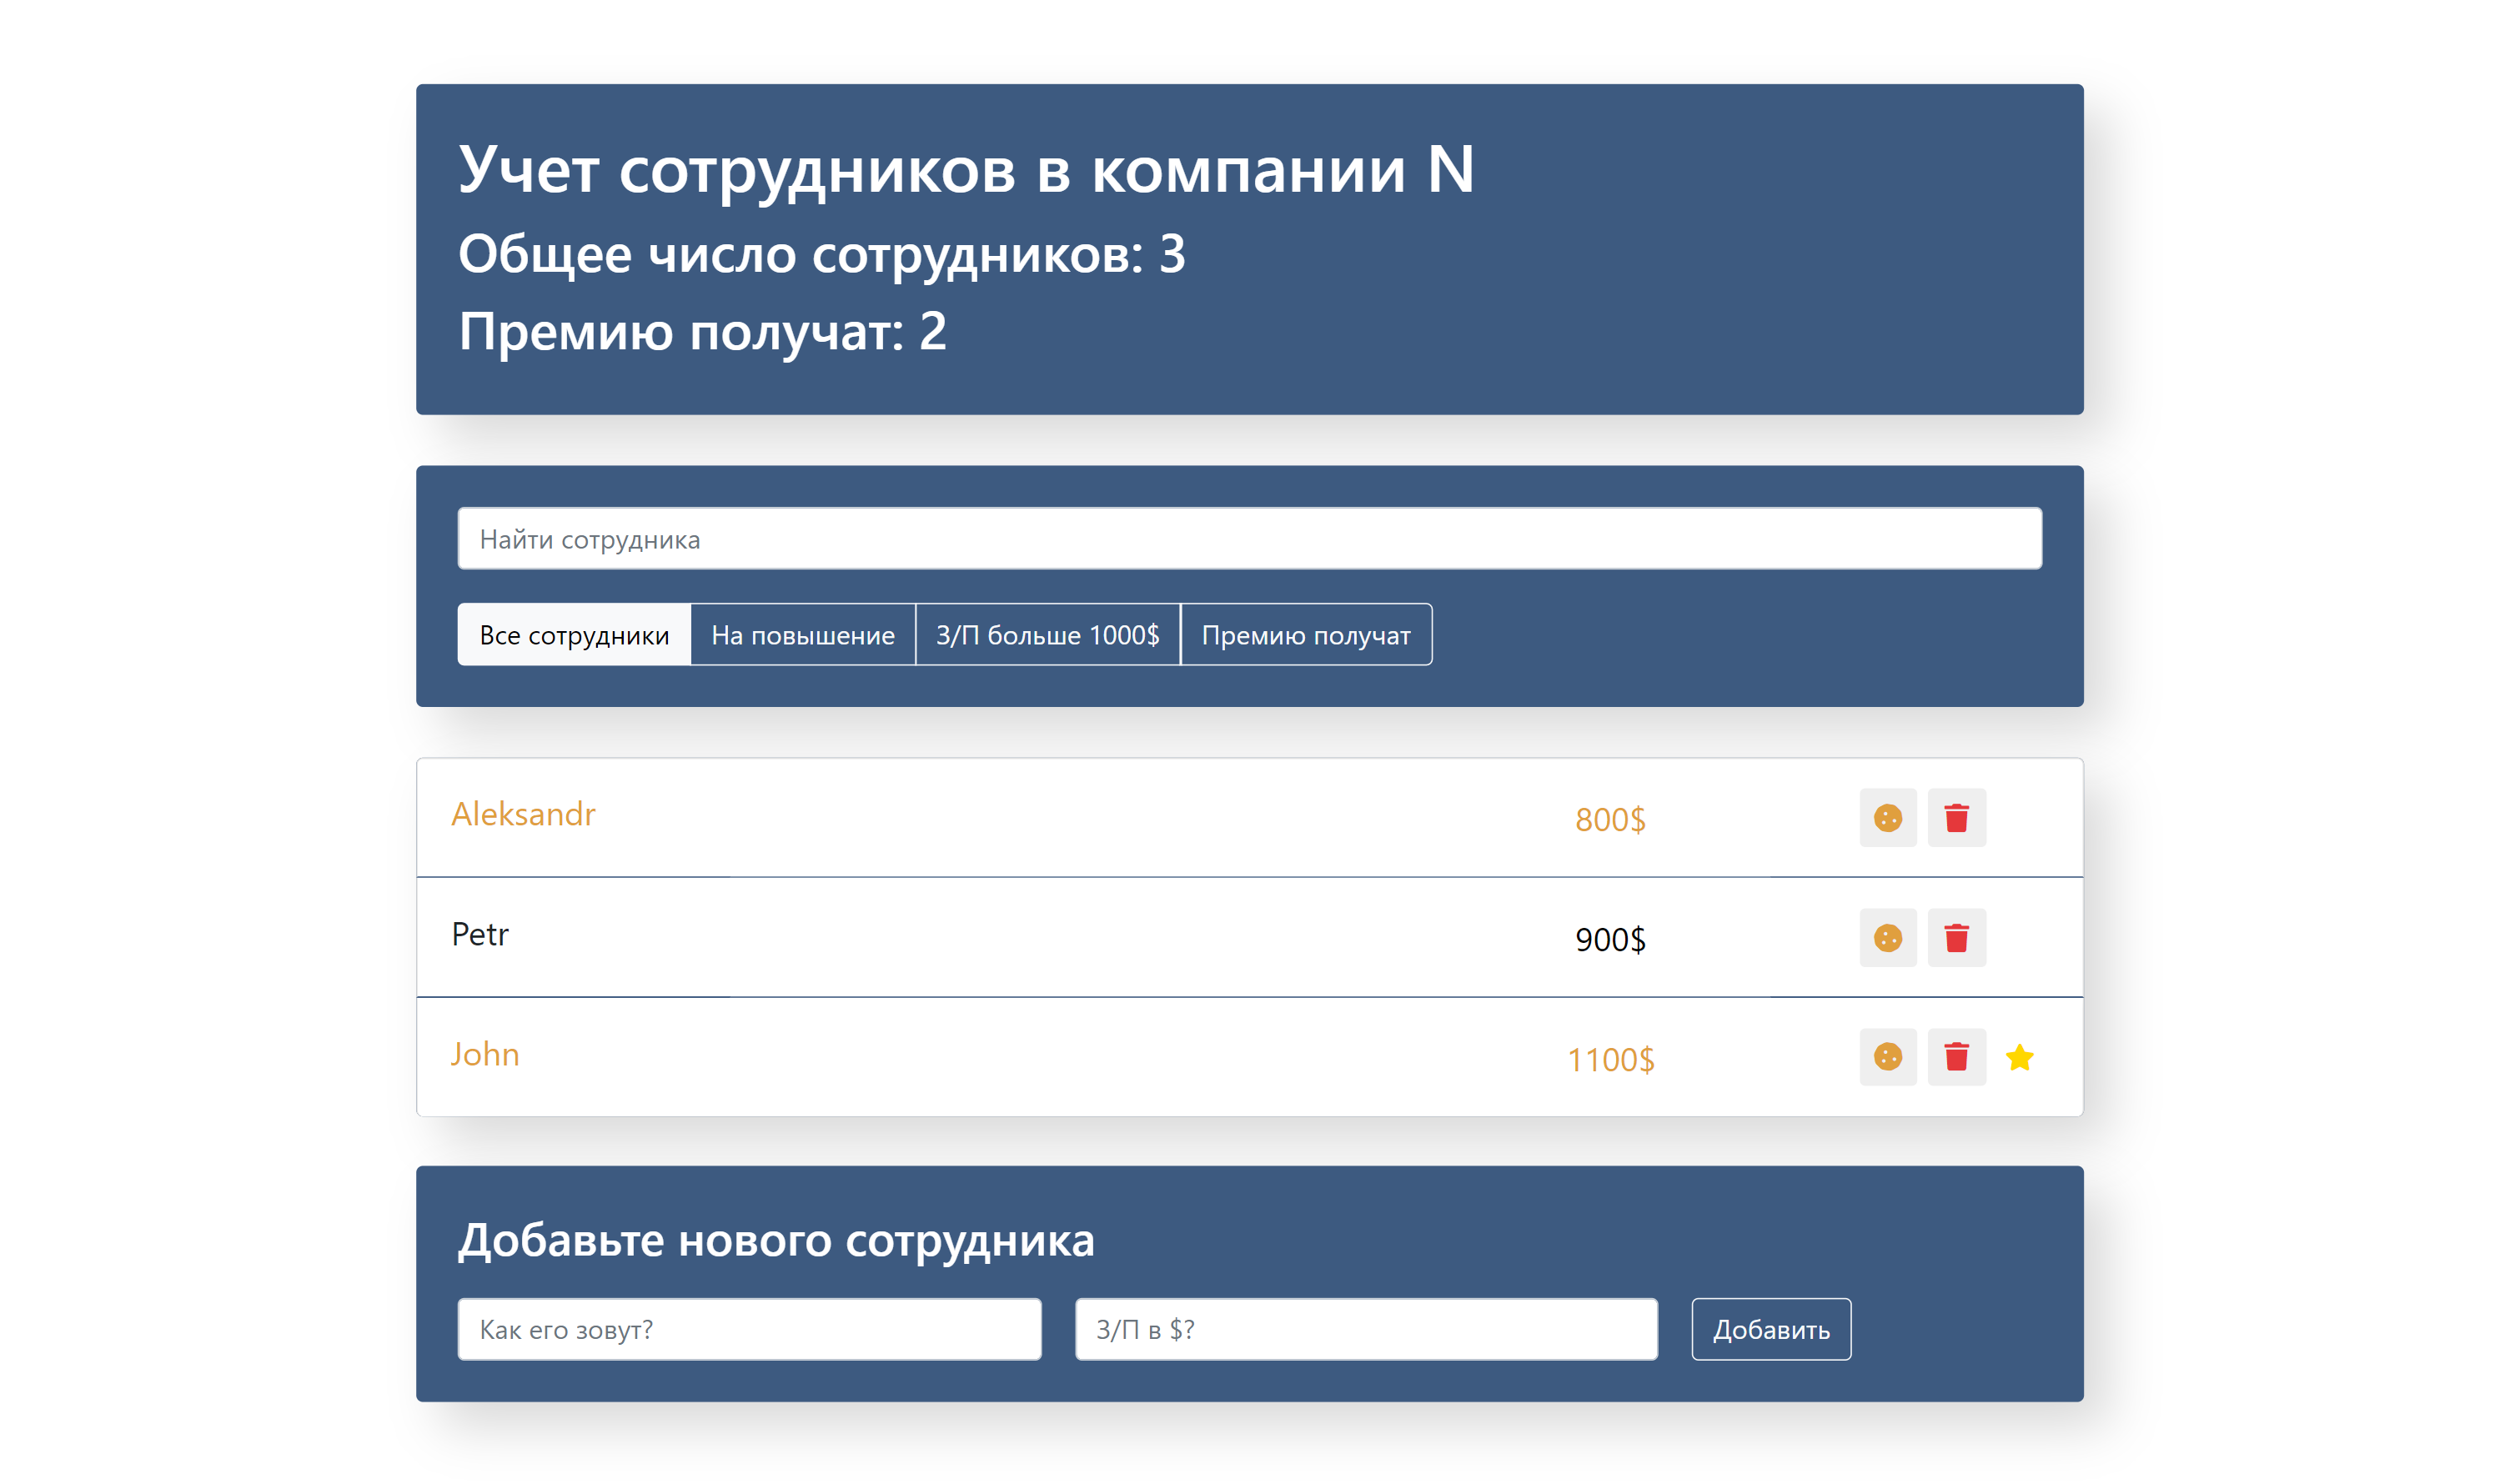 Учет сотрудников в компании N
Общее число сотрудников: 3
Премию получат: 2
Найти сотрудника
Все сотрудники На повышение З/П больше 1000$ Премию получат
Aleksandr 800$
Petr 900$
John 1100$
Добавьте нового сотрудника
Как его зовут? З/П в $? Добавить